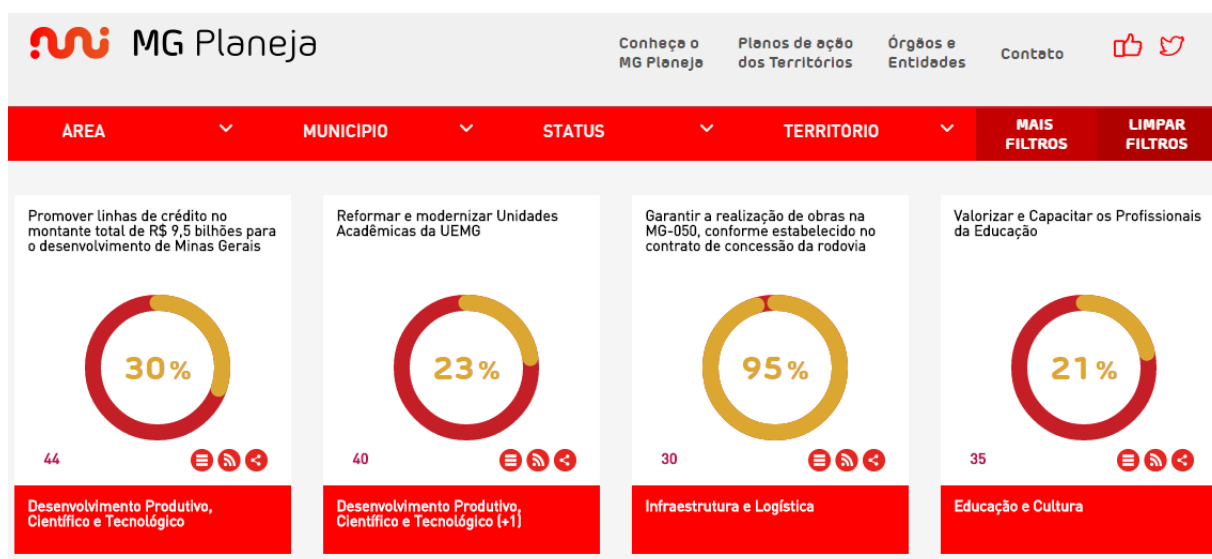 MG Planeja
Conheça o
MG Planeja
Planos de ação
dos Territórios
Órgãos e
Entidades
Contato
ÁREA
MUNICÍPIO
STATUS
TERRITÓRIO
MAIS
FILTROS
LIMPAR
FILTROS
Promover linhas de crédito no
montante total de R$ 9,5 bilhões para
o desenvolvimento de Minas Gerais
30%
44
Desenvolvimento Produtivo,
Científico e Tecnológico
Reformar e modernizar Unidades
Acadêmicas da UEMG
23%
40
Desenvolvimento Produtivo,
Científico e Tecnológico (+1)
Garantir a realização de obras na
MG-050, conforme estabelecido no
contrato de concessão da rodovia
95%
30
Infraestrutura e Logística
Valorizar e Capacitar os Profissionais
da Educação
21%
35
Educação e Cultura